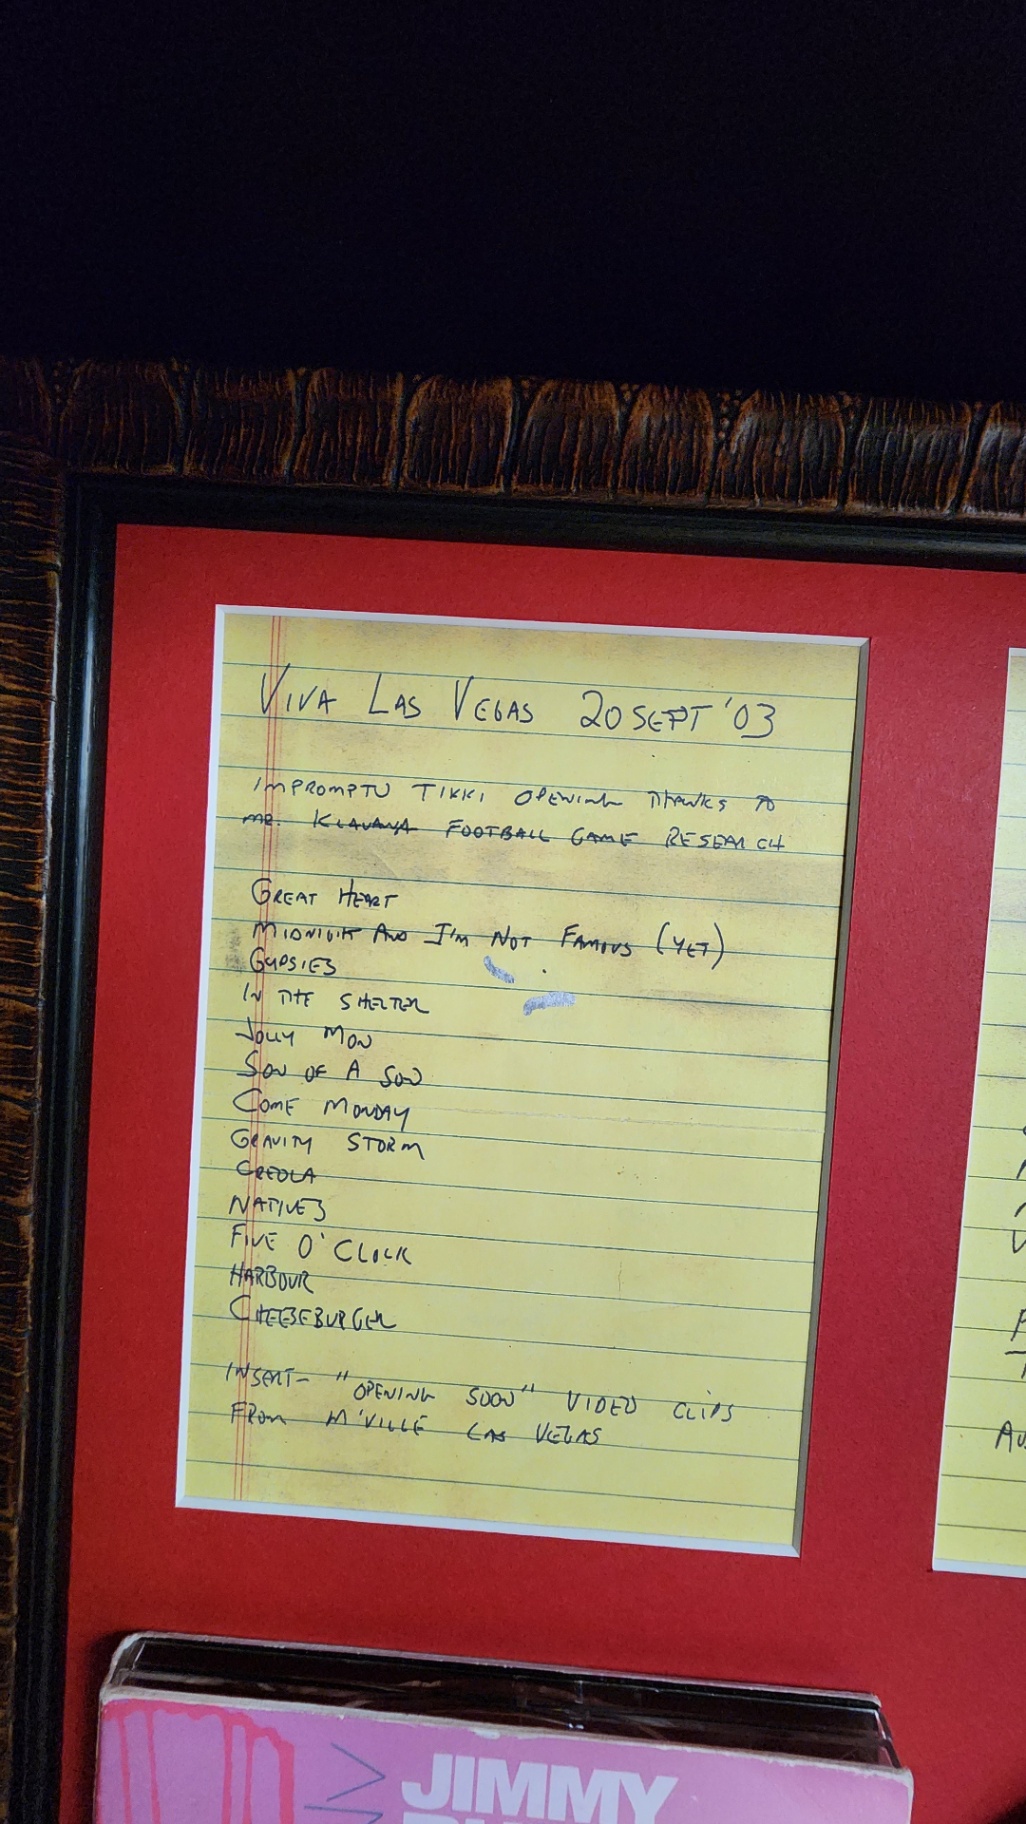 VIVA LAS VEGAS 20 SEPT '03
IMPROMPTU TIKKI OPENING THANKS TO
MR. FOOTBALL GAME RESEARCH
GREAT HEART
MIDNIGHT AND I'M NOT FAMOUS (YET)
GYPSIES
IN THE SHELTER
JOLLY MON
SON OF A SON
COME MONDAY
GRAVITY STORM
CREOLA
NATIVES
FIVE O'CLOCK
HARBOUR
CHEESEBURGER
INSERT- "OPENING SOON" VIDEO CLIPS
FROM M'VILLE LAS VEGAS
JIMMY